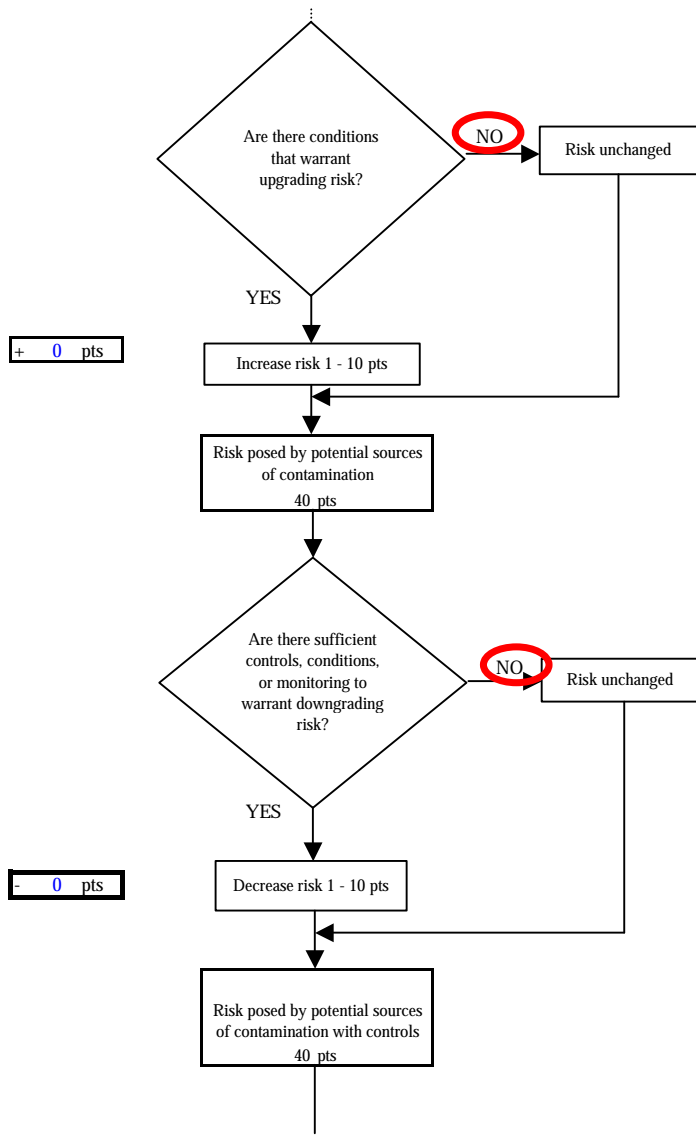 Are there conditions
that warrant
upgrading risk?
NO
Risk unchanged
YES
+ 0 pts
Increase risk 1 - 10 pts
Risk posed by potential sources
of contamination
40 pts
Are there sufficient
controls, conditions,
or monitoring to
warrant downgrading
risk?
NO
Risk unchanged
YES
- 0 pts
Decrease risk 1 - 10 pts
Risk posed by potential sources
of contamination with controls
40 pts